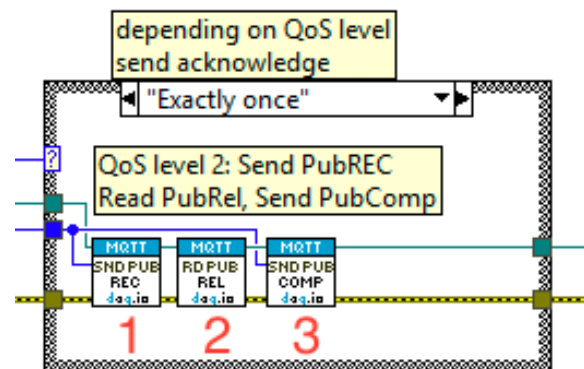 depending on QoS level
send acknowledge
"Exactly once"
?
QoS level 2: Send PubREC
Read PubRel, Send PubComp
MQTT MQTT MQTT
SND PUB RD PUB SND PUB
REC REL COMP
daq.io daq.io daq.io
1 2 3